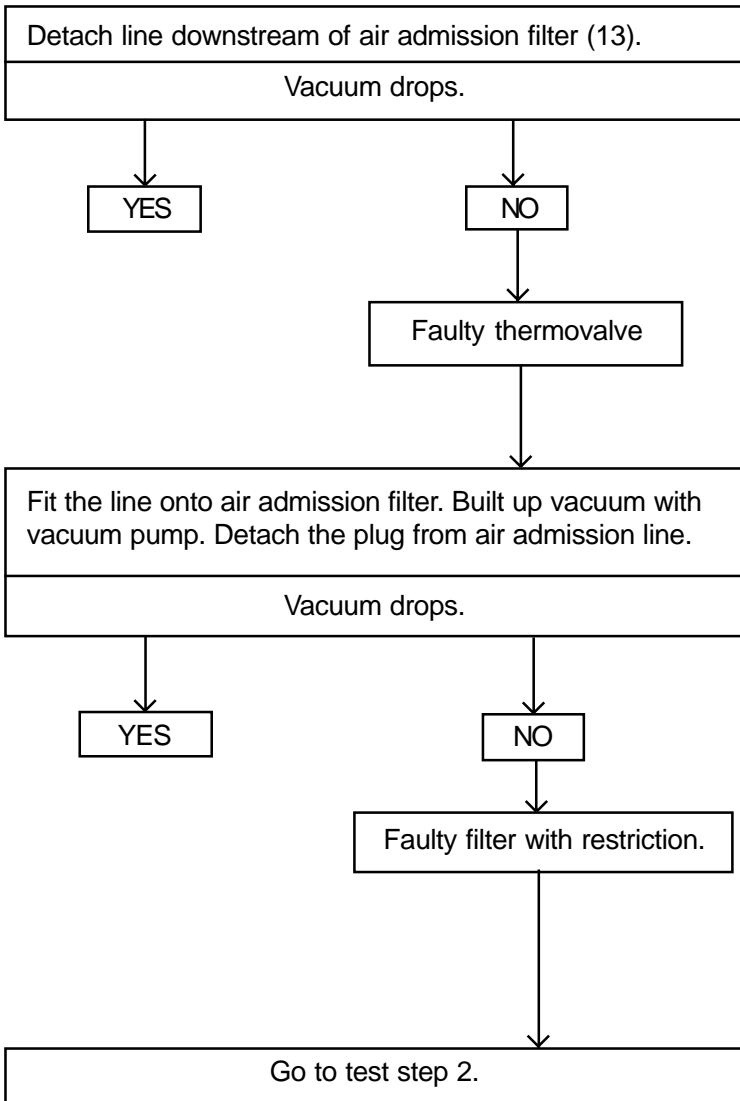 Detach line downstream of air admission filter (13).
Vacuum drops.
YES
NO
Faulty thermovalve
Fit the line onto air admission filter. Built up vacuum with
vacuum pump. Detach the plug from air admission line.
Vacuum drops.
YES
NO
Faulty filter with restriction.
Go to test step 2.